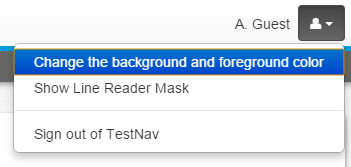 A. Guest
Change the background and foreground color
Show Line Reader Mask
Sign out of TestNav